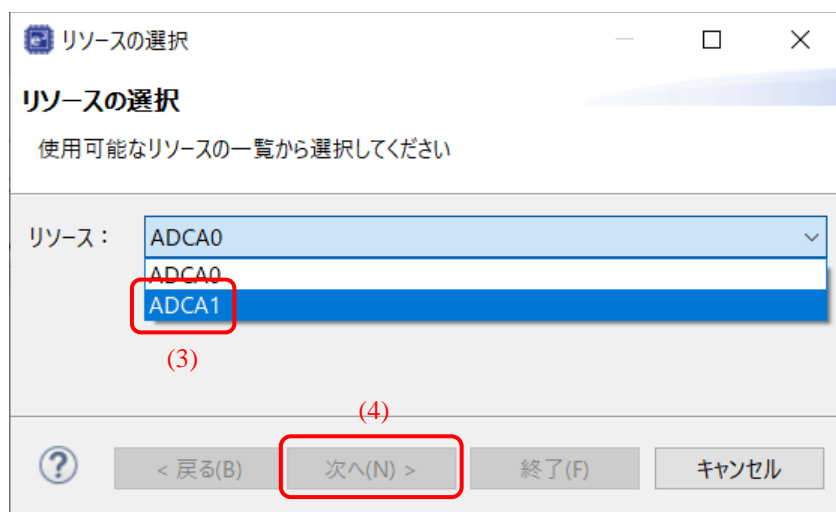 リソースの選択
リソースの選択
使用可能なリソースの一覧から選択してください
リソース： ADCA0
ADCA0
ADCA1
(3)
(4)
? < 戻る(B) 次へ(N) > 終了(F) キャンセル